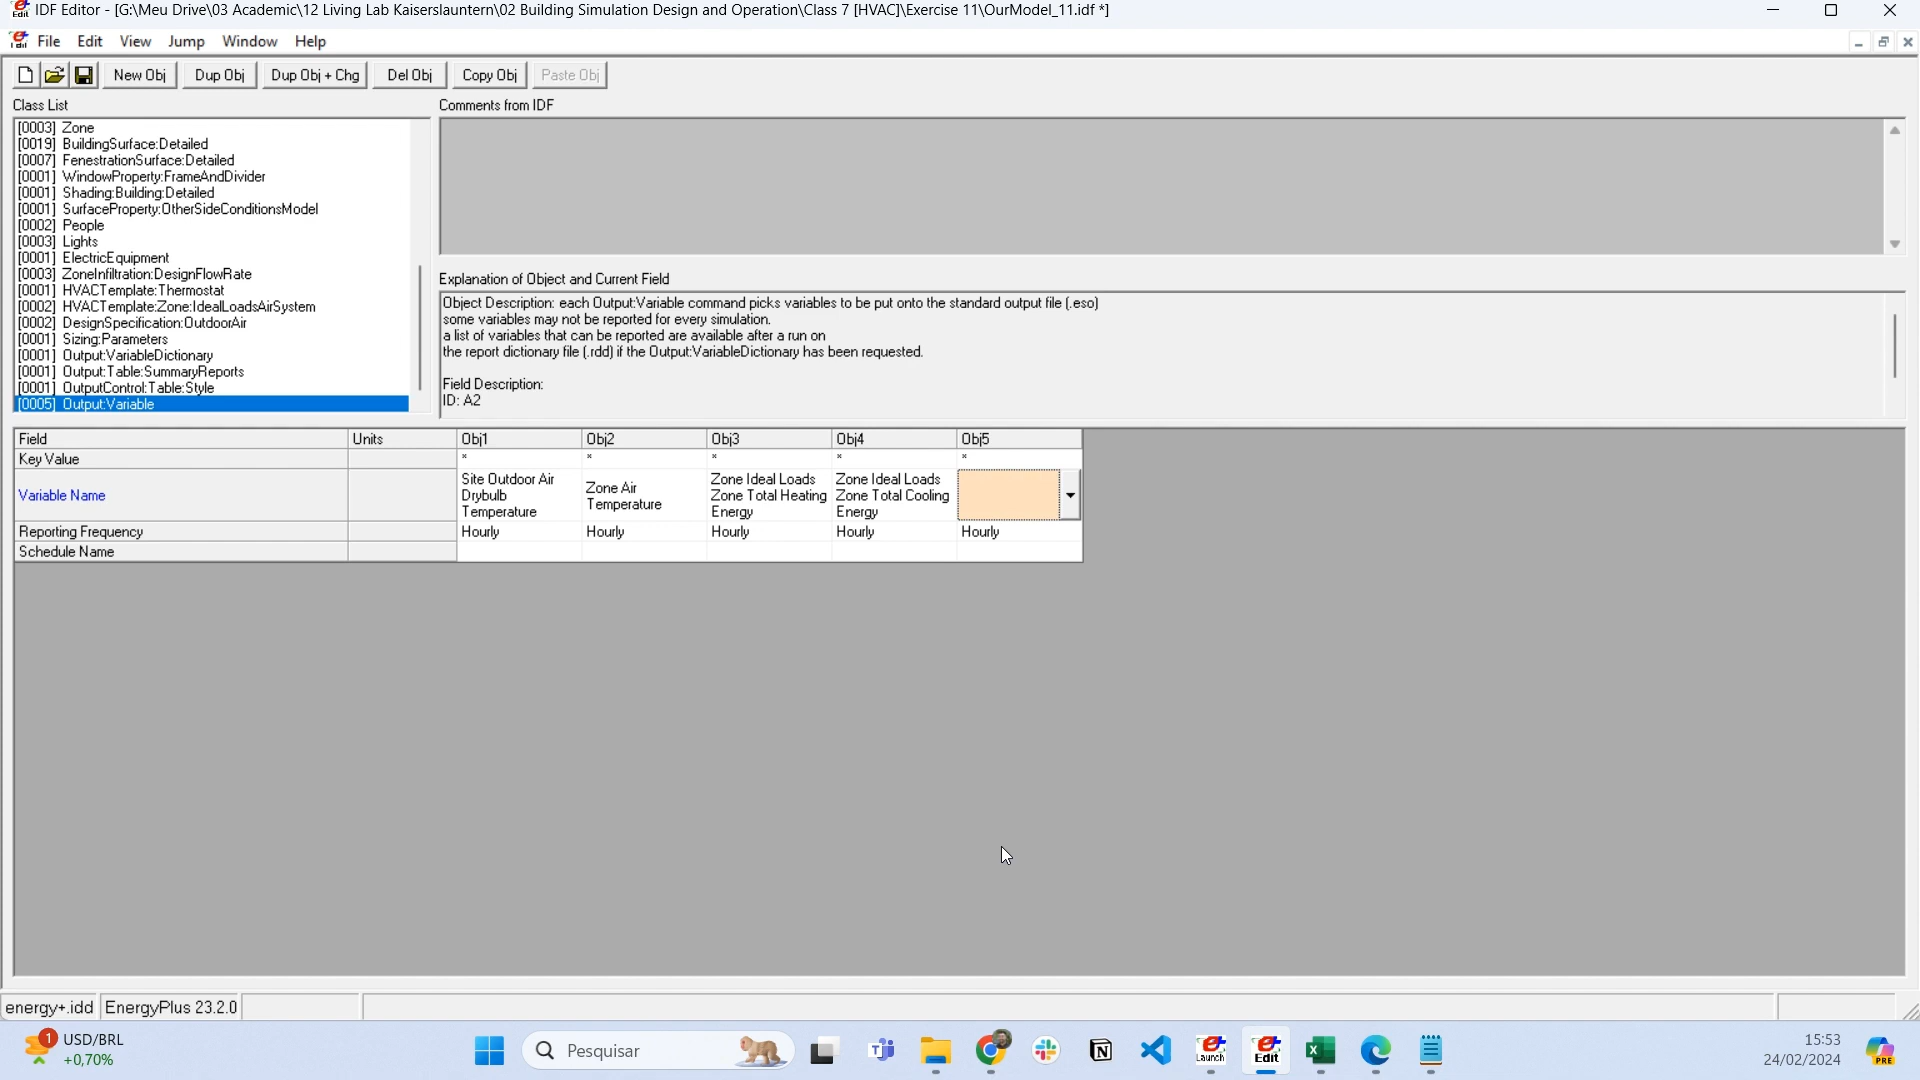 IDF Editor - [G:\Meu Drive\03 Academic\12 Living Lab Kaiserslauntern\02 Building Simulation Design and Operation\Class 7 [HVAC]\Exercise 11\OurModel_11.idf *]
File Edit View Jump Window Help
New Obj Dup Obj Dup Obj + Chg Del Obj Copy Obj Paste Obj
Class List
Comments from IDF
[0003] Zone
[0019] BuildingSurface:Detailed
[0007] FenestrationSurface:Detailed
[0001] WindowProperty:FrameAndDivider
[0001] Shading:Building:Detailed
[0001] SurfaceProperty:OtherSideConditionsModel
[0002] People
[0003] Lights
[0001] ElectricEquipment
[0003] ZoneInfiltration:DesignFlowRate
[0001] HVACTemplate:Thermostat
[0002] HVACTemplate:Zone:IdealLoadsAirSystem
[0002] DesignSpecification:OutdoorAir
[0001] Sizing:Parameters
[0001] Output:VariableDictionary
[0001] Output:Table:SummaryReports
[0001] OutputControl:Table:Style
[0005] Output:Variable
Explanation of Object and Current Field
Object Description: each Output:Variable command picks variables to be put onto the standard output file (.eso)
some variables may not be reported for every simulation.
a list of variables that can be reported are available after a run on
the report dictionary file (.rdd) if the Output:VariableDictionary has been requested.
Field Description:
ID: A2
Field Units Obj1 Obj2 Obj3 Obj4 Obj5
Key Value * * * * *
Variable Name
Site Outdoor Air
Drybulb
Temperature
Zone Air
Temperature
Zone Ideal Loads
Zone Total Heating
Energy
Zone Ideal Loads
Zone Total Cooling
Energy
Reporting Frequency Hourly Hourly Hourly Hourly Hourly
Schedule Name
energy+.idd EnergyPlus 23.2.0
1
USD/BRL
+0,70%
Pesquisar
Launch
Edit
15:53
24/02/2024
PRE